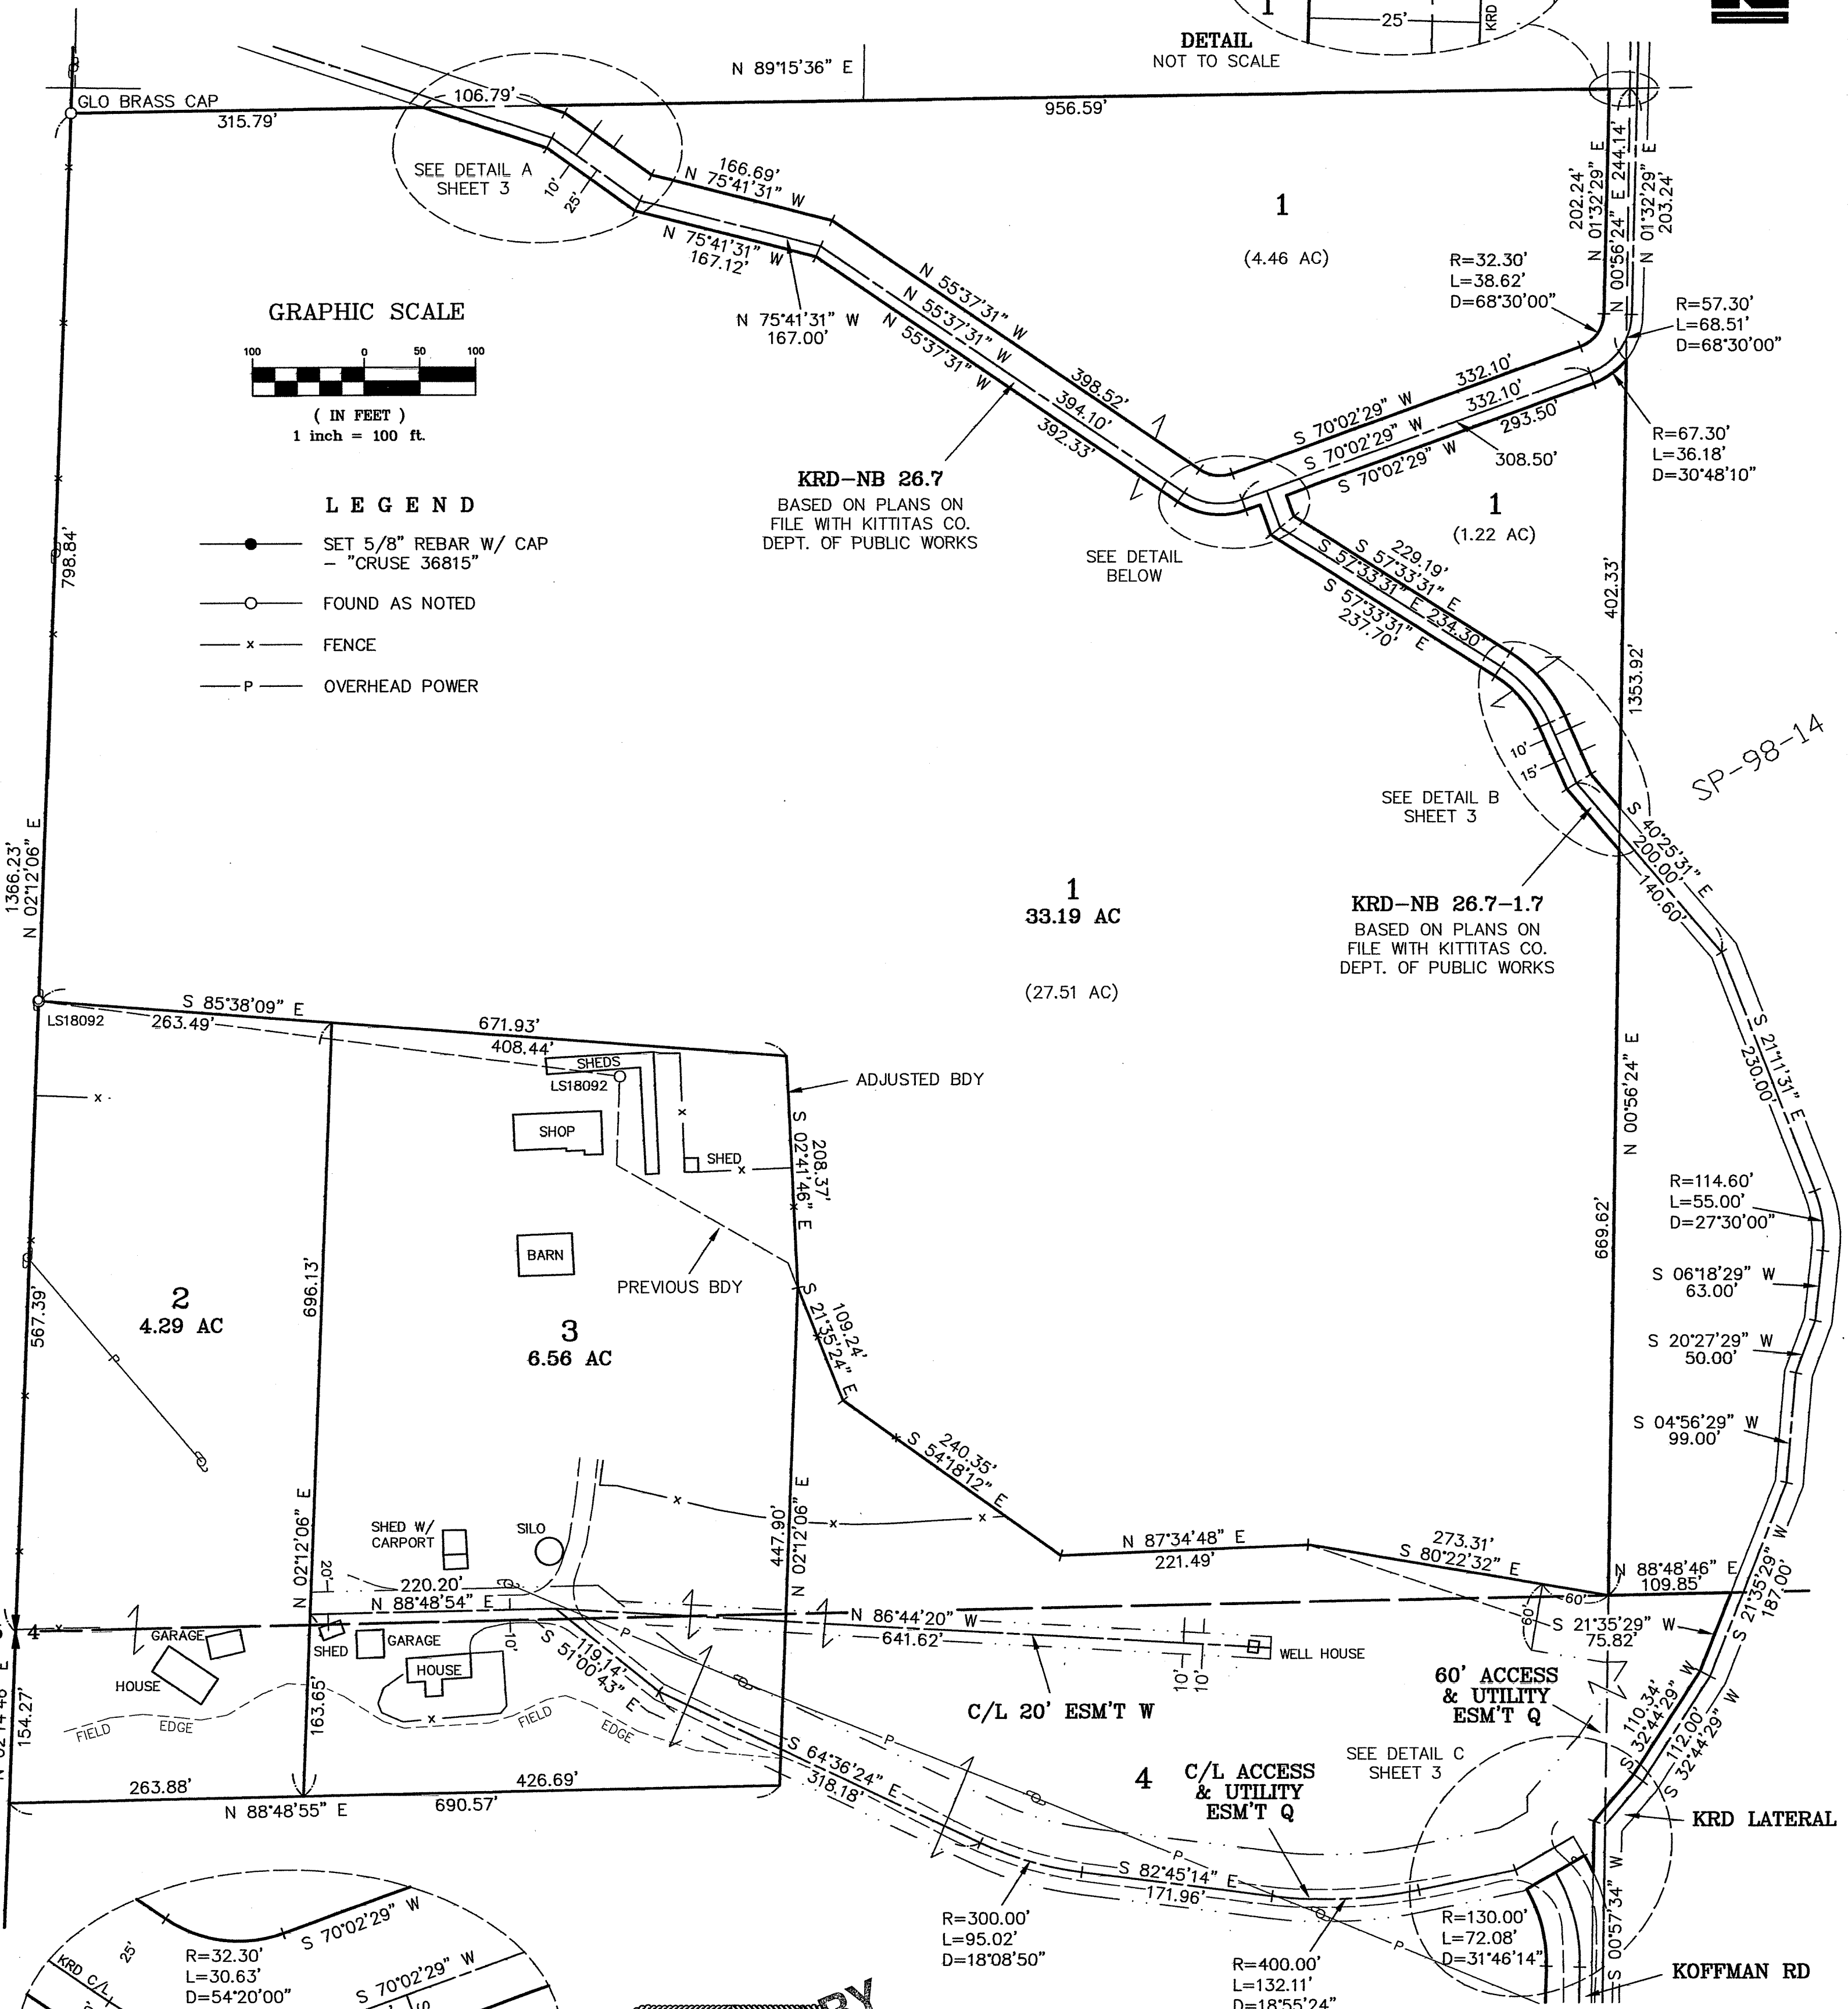 1
25'
KRD
DETAIL
NOT TO SCALE
N 89°15'36" E
GLO BRASS CAP
106.79'
315.79'
956.59'
SEE DETAIL A
SHEET 3
10'
25'
166.69'
N 75°41'31" W
N 75°41'31" W
167.12'
N 75°41'31" W
167.00'
1
(4.46 AC)
202.24'
N 01°32'29" E
N 00°56'24" E 244.14'
N 01°32'29" E
203.24'
R=32.30'
L=38.62'
D=68°30'00"
R=57.30'
L=68.51'
D=68°30'00"
R=67.30'
L=36.18'
D=30°48'10"
GRAPHIC SCALE
100 0 50 100
( IN FEET )
1 inch = 100 ft.
N 55°37'31" W
N 55°37'31" W
N 55°37'31" W
398.52'
394.10'
392.33'
S 70°02'29" W
332.10'
S 70°02'29" W
332.10'
S 70°02'29" W
293.50'
308.50'
LEGEND
SET 5/8" REBAR W/ CAP
- "CRUSE 36815"
FOUND AS NOTED
x FENCE
P OVERHEAD POWER
KRD-NB 26.7
BASED ON PLANS ON
FILE WITH KITTITAS CO.
DEPT. OF PUBLIC WORKS
SEE DETAIL
BELOW
1
(1.22 AC)
229.19'
S 57°33'31" E
S 57°33'31" E 234.30'
S 57°33'31" E
237.70'
402.33'
1353.92'
798.84'
10'
15'
SEE DETAIL B
SHEET 3
SP-98-14
S 40°25'31" E
200.00'
140.60'
1366.23'
N 02°12'06" E
1
33.19 AC
(27.51 AC)
KRD-NB 26.7-1.7
BASED ON PLANS ON
FILE WITH KITTITAS CO.
DEPT. OF PUBLIC WORKS
S 21°11'31" E
230.00'
N 00°56'24" E
669.62'
LS18092
S 85°38'09" E
263.49'
671.93'
408.44'
SHEDS
LS18092
SHOP
SHED
BARN
ADJUSTED BDY
208.37'
S 02°41'46" E
PREVIOUS BDY
R=114.60'
L=55.00'
D=27°30'00"
S 06°18'29" W
63.00'
S 20°27'29" W
50.00'
S 04°56'29" W
99.00'
567.39'
2
4.29 AC
696.13'
N 02°12'06" E
3
6.56 AC
109.24'
S 21°35'24" E
240.35'
S 54°18'12" E
447.90'
N 02°12'06" E
N 87°34'48" E
221.49'
273.31'
S 80°22'32" E
N 88°48'46" E
109.85'
SHED W/
CARPORT
SILO
20'
220.20'
N 88°48'54" E
10'
N 86°44'20" W
641.62'
60'
60'
S 21°35'29" W
187.00'
S 21°35'29" W
75.82'
4
GARAGE
HOUSE
SHED
GARAGE
HOUSE
119.14'
S 51°00'43" E
P
10'
10'
WELL HOUSE
C/L 20' ESM'T W
60' ACCESS
& UTILITY
ESM'T Q
110.34'
S 32°44'29" W
112.00'
S 32°44'29" W
154.27'
163.65'
FIELD
EDGE
FIELD
EDGE
S 64°36'24" E
318.18'
4
C/L ACCESS
& UTILITY
ESM'T Q
SEE DETAIL C
SHEET 3
KRD LATERAL
263.88'
426.69'
N 88°48'55" E
690.57'
S 82°45'14" E
171.96'
R=300.00'
L=95.02'
D=18°08'50"
R=400.00'
L=132.11'
D=18°55'24"
R=130.00'
L=72.08'
D=31°46'14"
S 00°57'34" W
KOFFMAN RD
25'
KRD C/L
R=32.30'
L=30.63'
D=54°20'00"
S 70°02'29" W
S 70°02'29" W